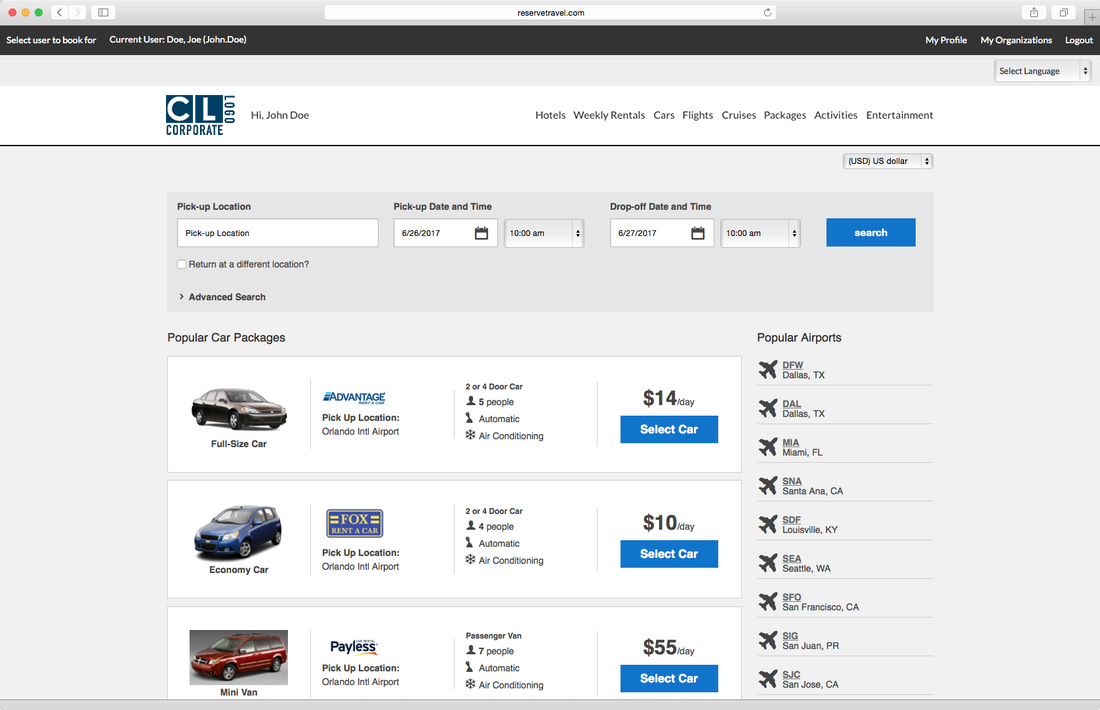 reservetravel.com
Select user to book for
Current User: Doe, Joe (John.Doe)
My Profile
My Organizations
Logout
Select Language
CL
LOGO
CORPORATE
Hi, John Doe
Hotels
Weekly Rentals
Cars
Flights
Cruises
Packages
Activities
Entertainment
(USD) US dollar
Pick-up Location
Pick-up Date and Time
Drop-off Date and Time
Pick-up Location
6/26/2017
10:00 am
6/27/2017
10:00 am
search
Return at a different location?
Advanced Search
Popular Car Packages
Full-Size Car
ADVANTAGE
RENT A CAR
Pick Up Location:
Orlando Intl Airport
2 or 4 Door Car
5 people
Automatic
Air Conditioning
$14/day
Select Car
Economy Car
FOX
RENT A CAR
Pick Up Location:
Orlando Intl Airport
2 or 4 Door Car
4 people
Automatic
Air Conditioning
$10/day
Select Car
Mini Van
CAR RENTAL
Payless
Pick Up Location:
Orlando Intl Airport
Passenger Van
7 people
Automatic
Air Conditioning
$55/day
Select Car
Popular Airports
DFW
Dallas, TX
DAL
Dallas, TX
MIA
Miami, FL
SNA
Santa Ana, CA
SDF
Louisville, KY
SEA
Seattle, WA
SFO
San Francisco, CA
SIG
San Juan, PR
SJC
San Jose, CA